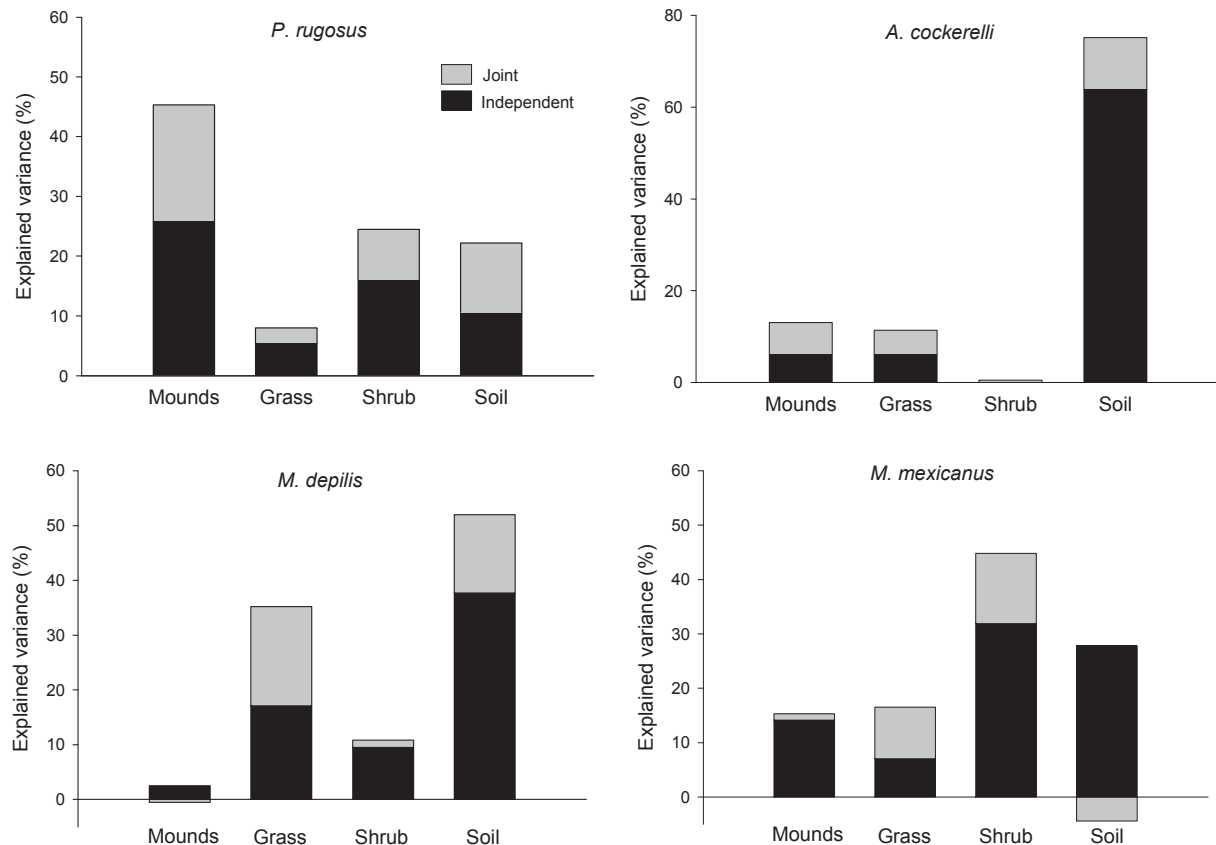 P. rugosus
Joint
Independent
Explained variance (%)
60
50
40
30
20
10
0
Mounds Grass Shrub Soil
A. cockerelli
Explained variance (%)
80
60
40
20
0
Mounds Grass Shrub Soil
M. depilis
Explained variance (%)
60
50
40
30
20
10
0
Mounds Grass Shrub Soil
M. mexicanus
Explained variance (%)
60
50
40
30
20
10
0
Mounds Grass Shrub Soil